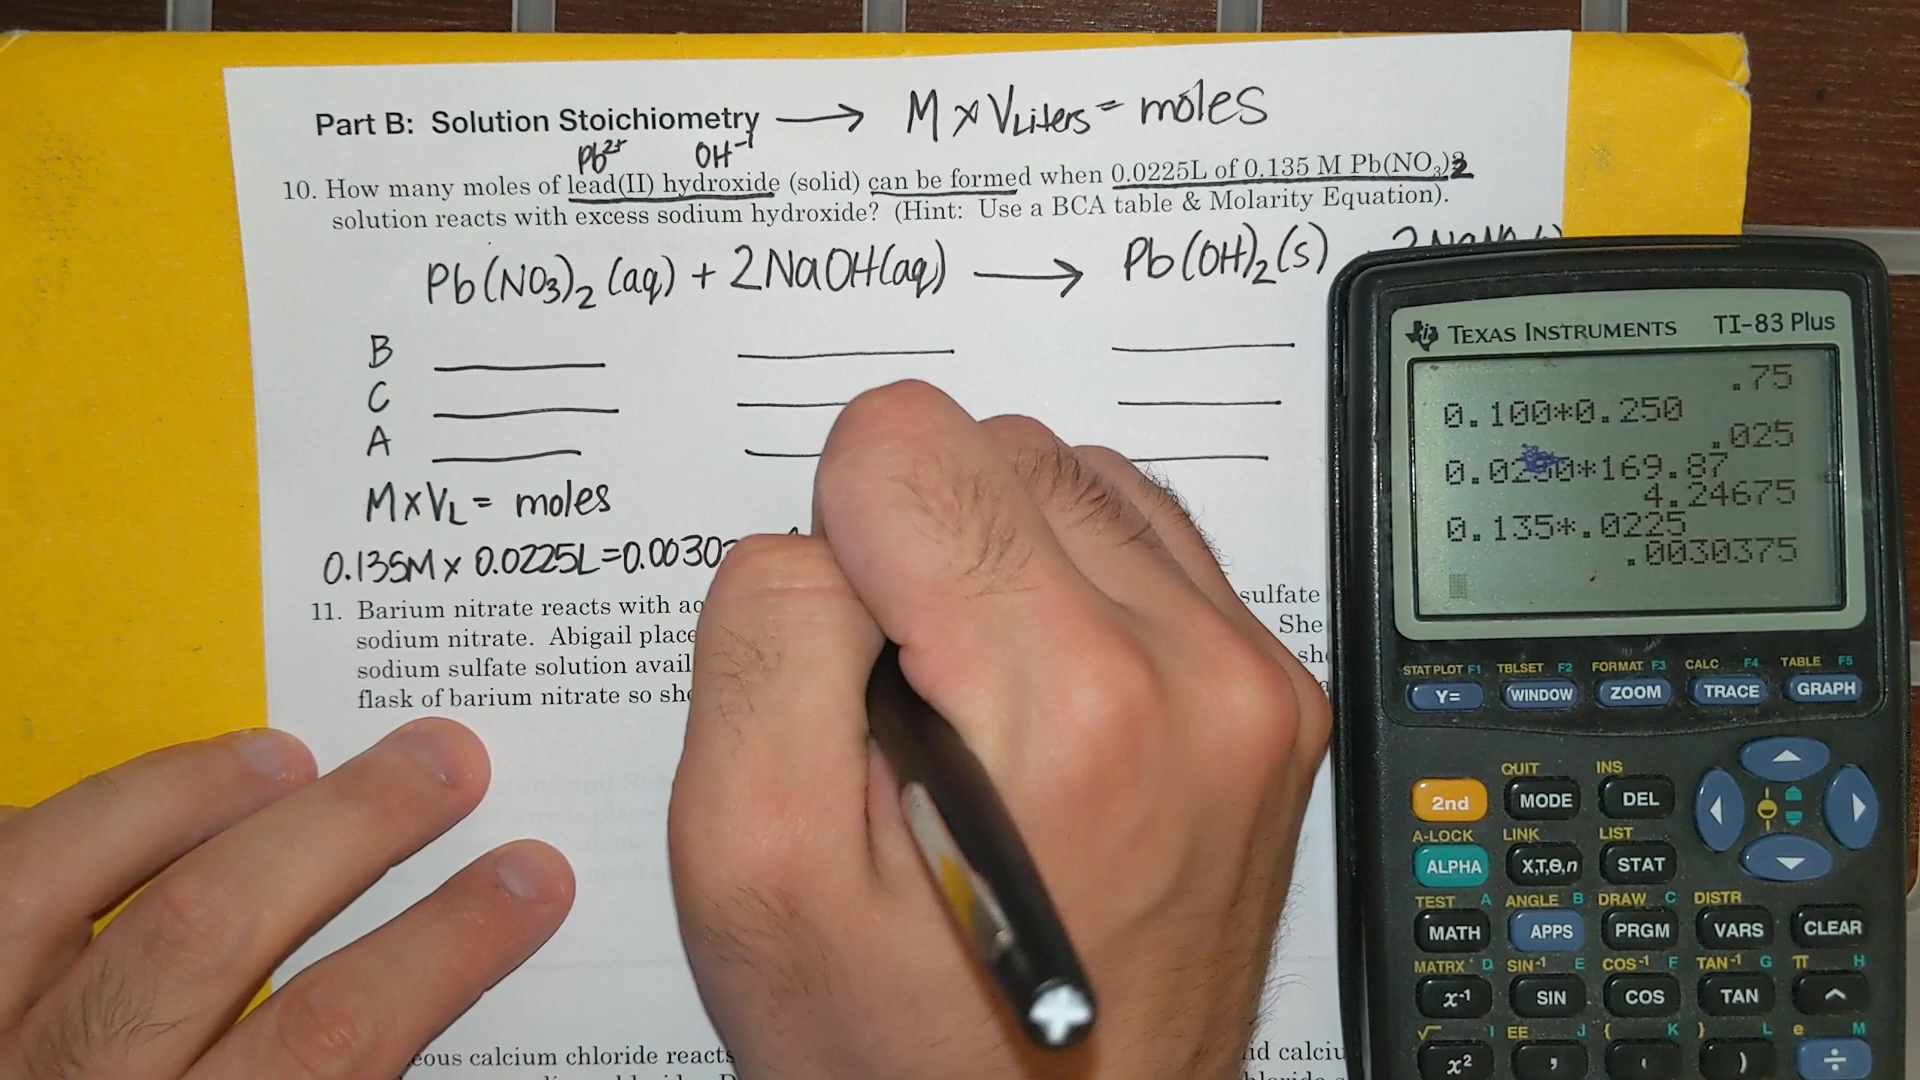 Part B: Solution Stoichiometry → M x VLiters = moles
Pb²⁺ OH⁻¹
10. How many moles of lead(II) hydroxide (solid) can be formed when 0.0225L of 0.135 M Pb(NO₃)2
solution reacts with excess sodium hydroxide? (Hint: Use a BCA table & Molarity Equation).
Pb(NO₃)₂ (aq) + 2NaOH(aq) → Pb(OH)₂(s)
B
C
A
M x VL = moles
0.135M x 0.0225L = 0.0030
11. Barium nitrate reacts with sulfate
sodium nitrate. Abigail She
sodium sulfate solution
flask of barium nitrate so
calcium chloride reacts
TEXAS INSTRUMENTS TI-83 Plus
.75
0.100*0.250
.025
0.0250*169.87
4.24675
0.135*.0225
.0030375
STAT PLOT F1 TBLSET F2 FORMAT F3 CALC F4 TABLE F5
Y= WINDOW ZOOM TRACE GRAPH
QUIT INS
2nd MODE DEL
A-LOCK LINK LIST
ALPHA X,T,Θ,n STAT
TEST A ANGLE B DRAW C DISTR
MATH APPS PRGM VARS CLEAR
MATRX D SIN⁻¹ E COS⁻¹ F TAN⁻¹ G π H
x⁻¹ SIN COS TAN ^
√ I EE J { K } L e M
x² , ( ) ÷